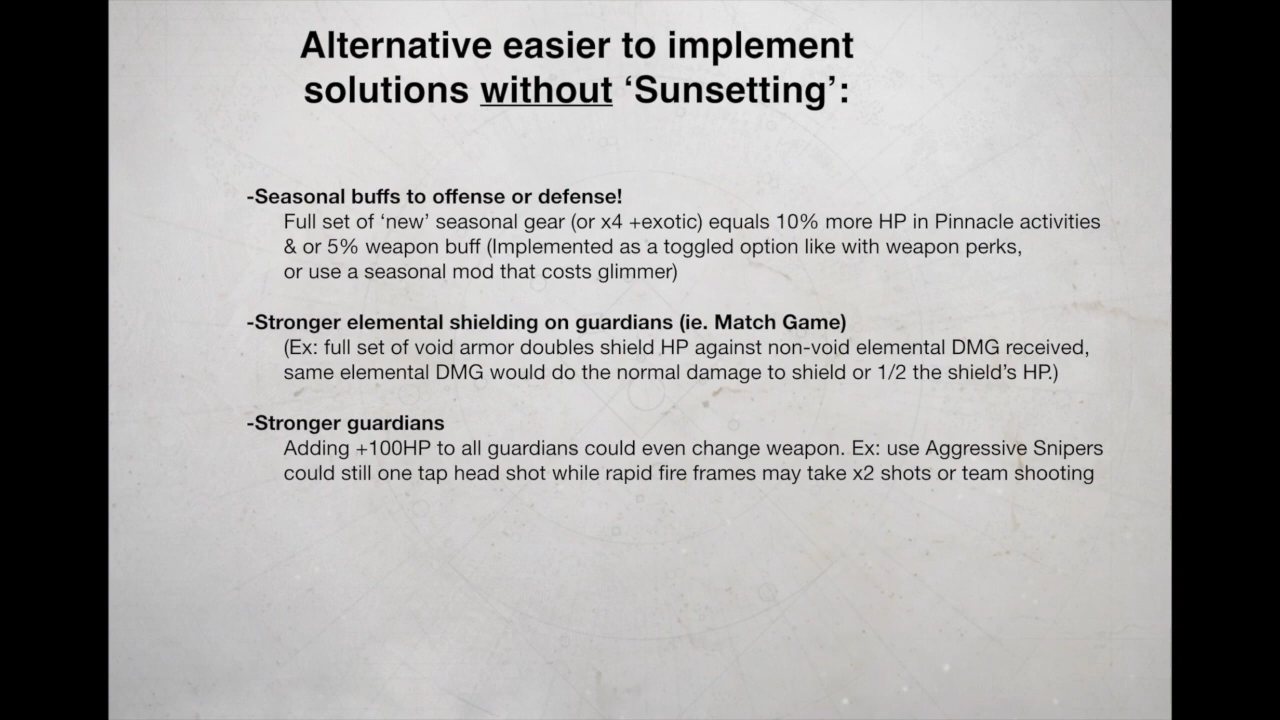 Alternative easier to implement
solutions without ‘Sunsetting’:
-Seasonal buffs to offense or defense!
Full set of ‘new’ seasonal gear (or x4 +exotic) equals 10% more HP in Pinnacle activities
& or 5% weapon buff (Implemented as a toggled option like with weapon perks,
or use a seasonal mod that costs glimmer)
-Stronger elemental shielding on guardians (ie. Match Game)
(Ex: full set of void armor doubles shield HP against non-void elemental DMG received,
same elemental DMG would do the normal damage to shield or 1/2 the shield’s HP.)
-Stronger guardians
Adding +100HP to all guardians could even change weapon. Ex: use Aggressive Snipers
could still one tap head shot while rapid fire frames may take x2 shots or team shooting